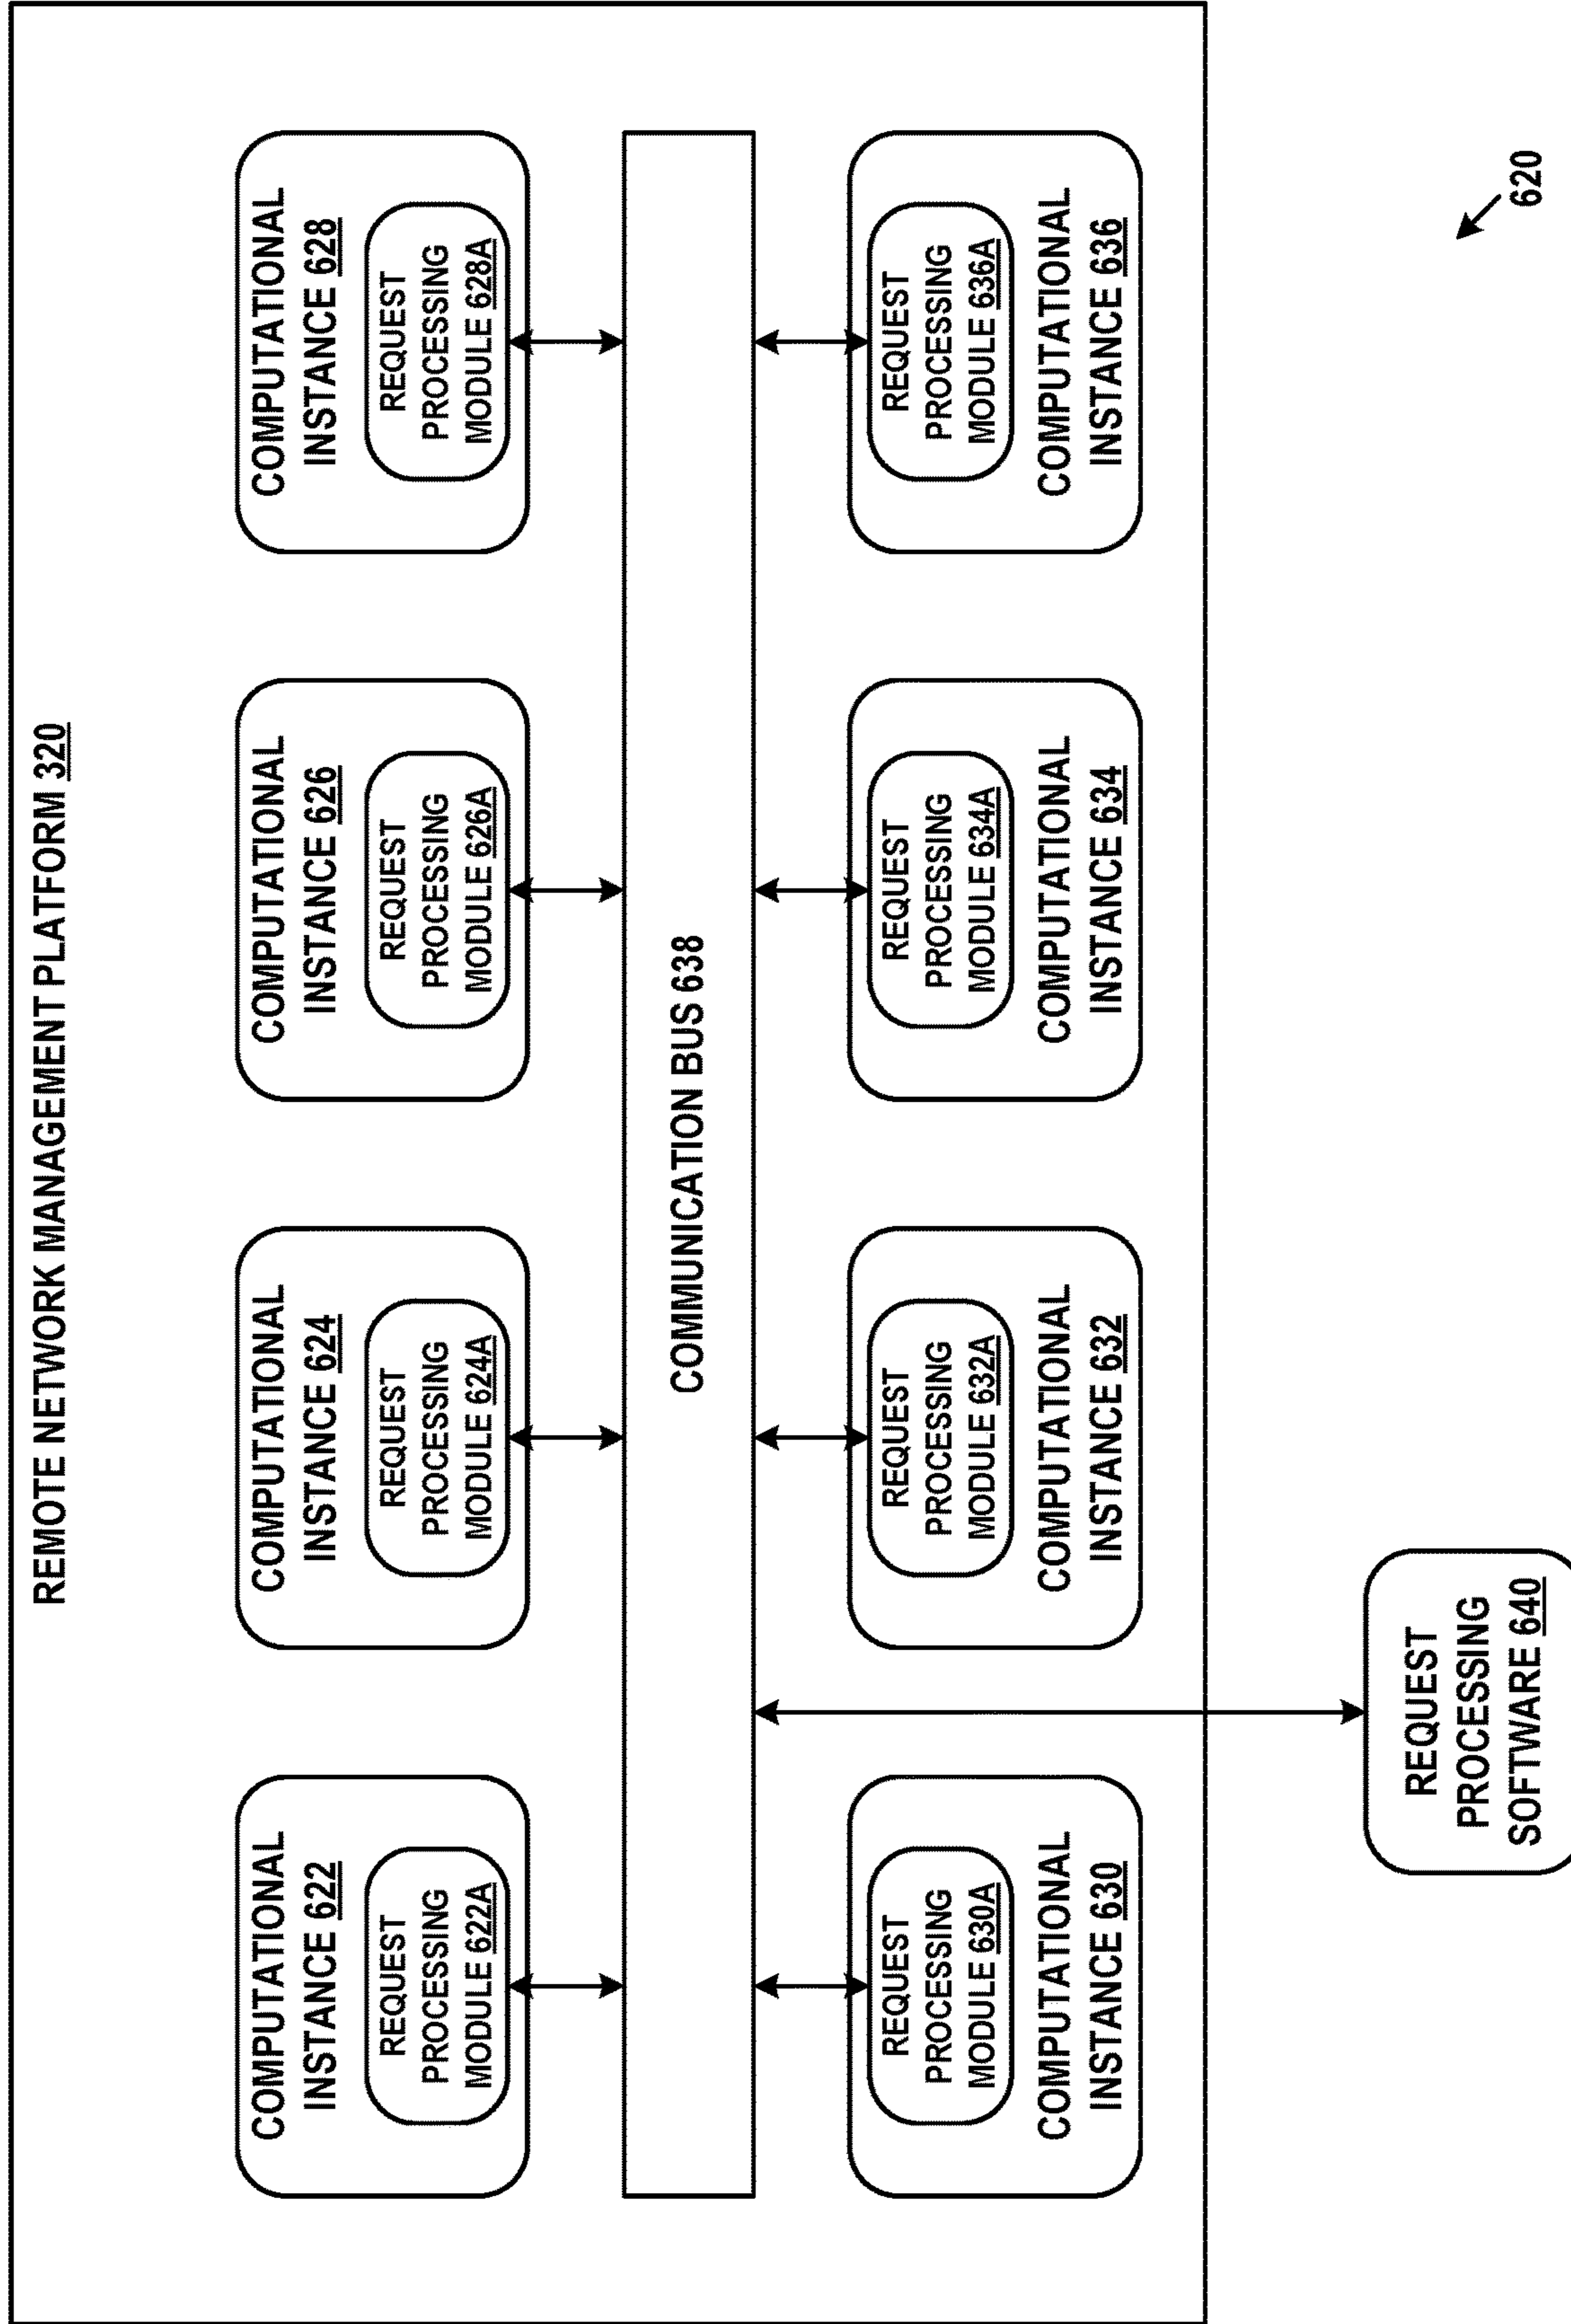 REMOTE NETWORK MANAGEMENT PLATFORM 320
COMPUTATIONAL
INSTANCE 622
REQUEST
PROCESSING
MODULE 622A
COMPUTATIONAL
INSTANCE 624
REQUEST
PROCESSING
MODULE 624A
COMPUTATIONAL
INSTANCE 626
REQUEST
PROCESSING
MODULE 626A
COMPUTATIONAL
INSTANCE 628
REQUEST
PROCESSING
MODULE 628A
COMMUNICATION BUS 638
REQUEST
PROCESSING
MODULE 630A
COMPUTATIONAL
INSTANCE 630
REQUEST
PROCESSING
MODULE 632A
COMPUTATIONAL
INSTANCE 632
REQUEST
PROCESSING
MODULE 634A
COMPUTATIONAL
INSTANCE 634
REQUEST
PROCESSING
MODULE 636A
COMPUTATIONAL
INSTANCE 636
REQUEST
PROCESSING
SOFTWARE 640
620